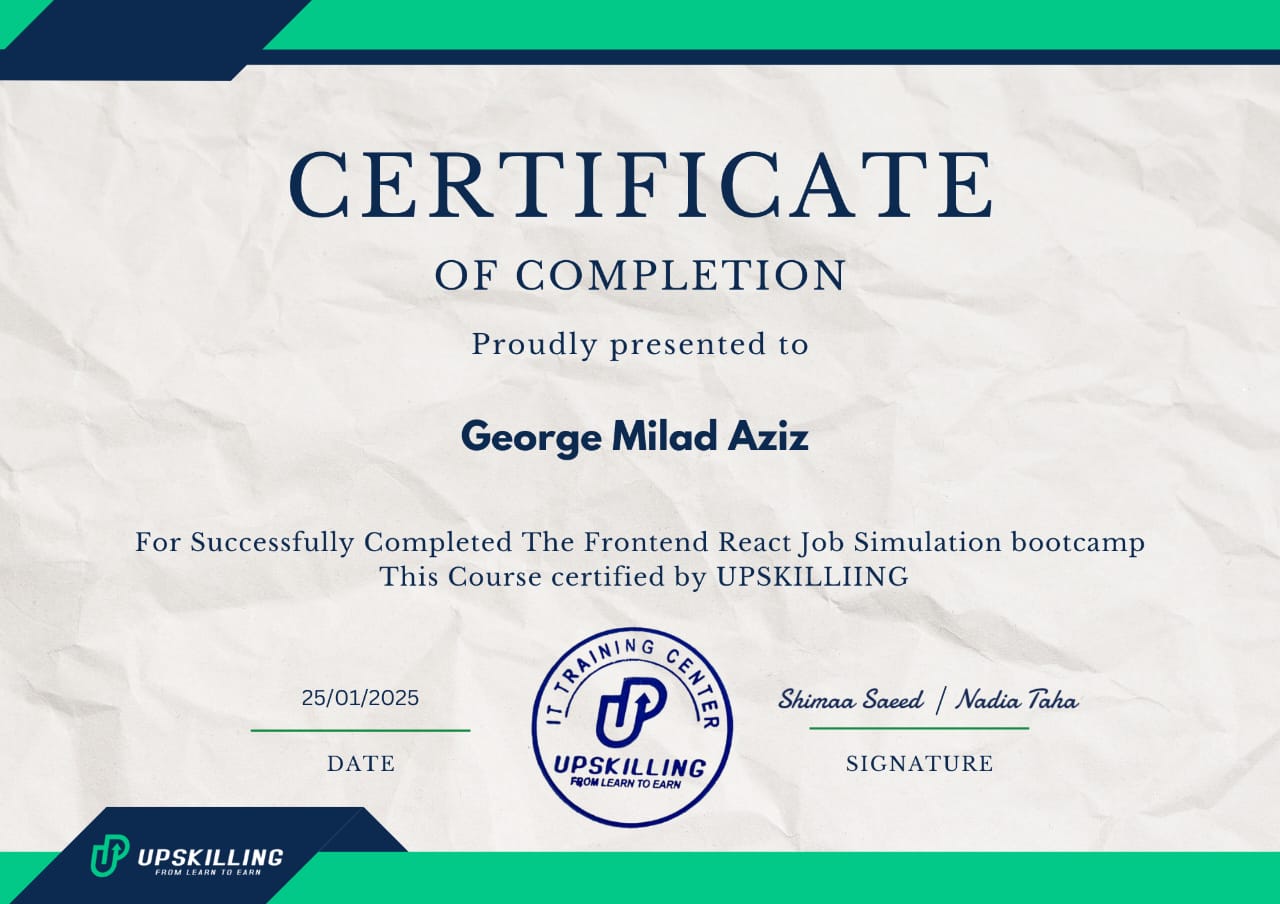 CERTIFICATE
OF COMPLETION
Proudly presented to
George Milad Aziz
For Successfully Completed The Frontend React Job Simulation bootcamp
This Course certified by UPSKILLIING
25/01/2025
DATE
IT TRAINING CENTER
UPSKILLING
FROM LEARN TO EARN
Shimaa Saeed / Nadia Taha
SIGNATURE
UPSKILLING
FROM LEARN TO EARN